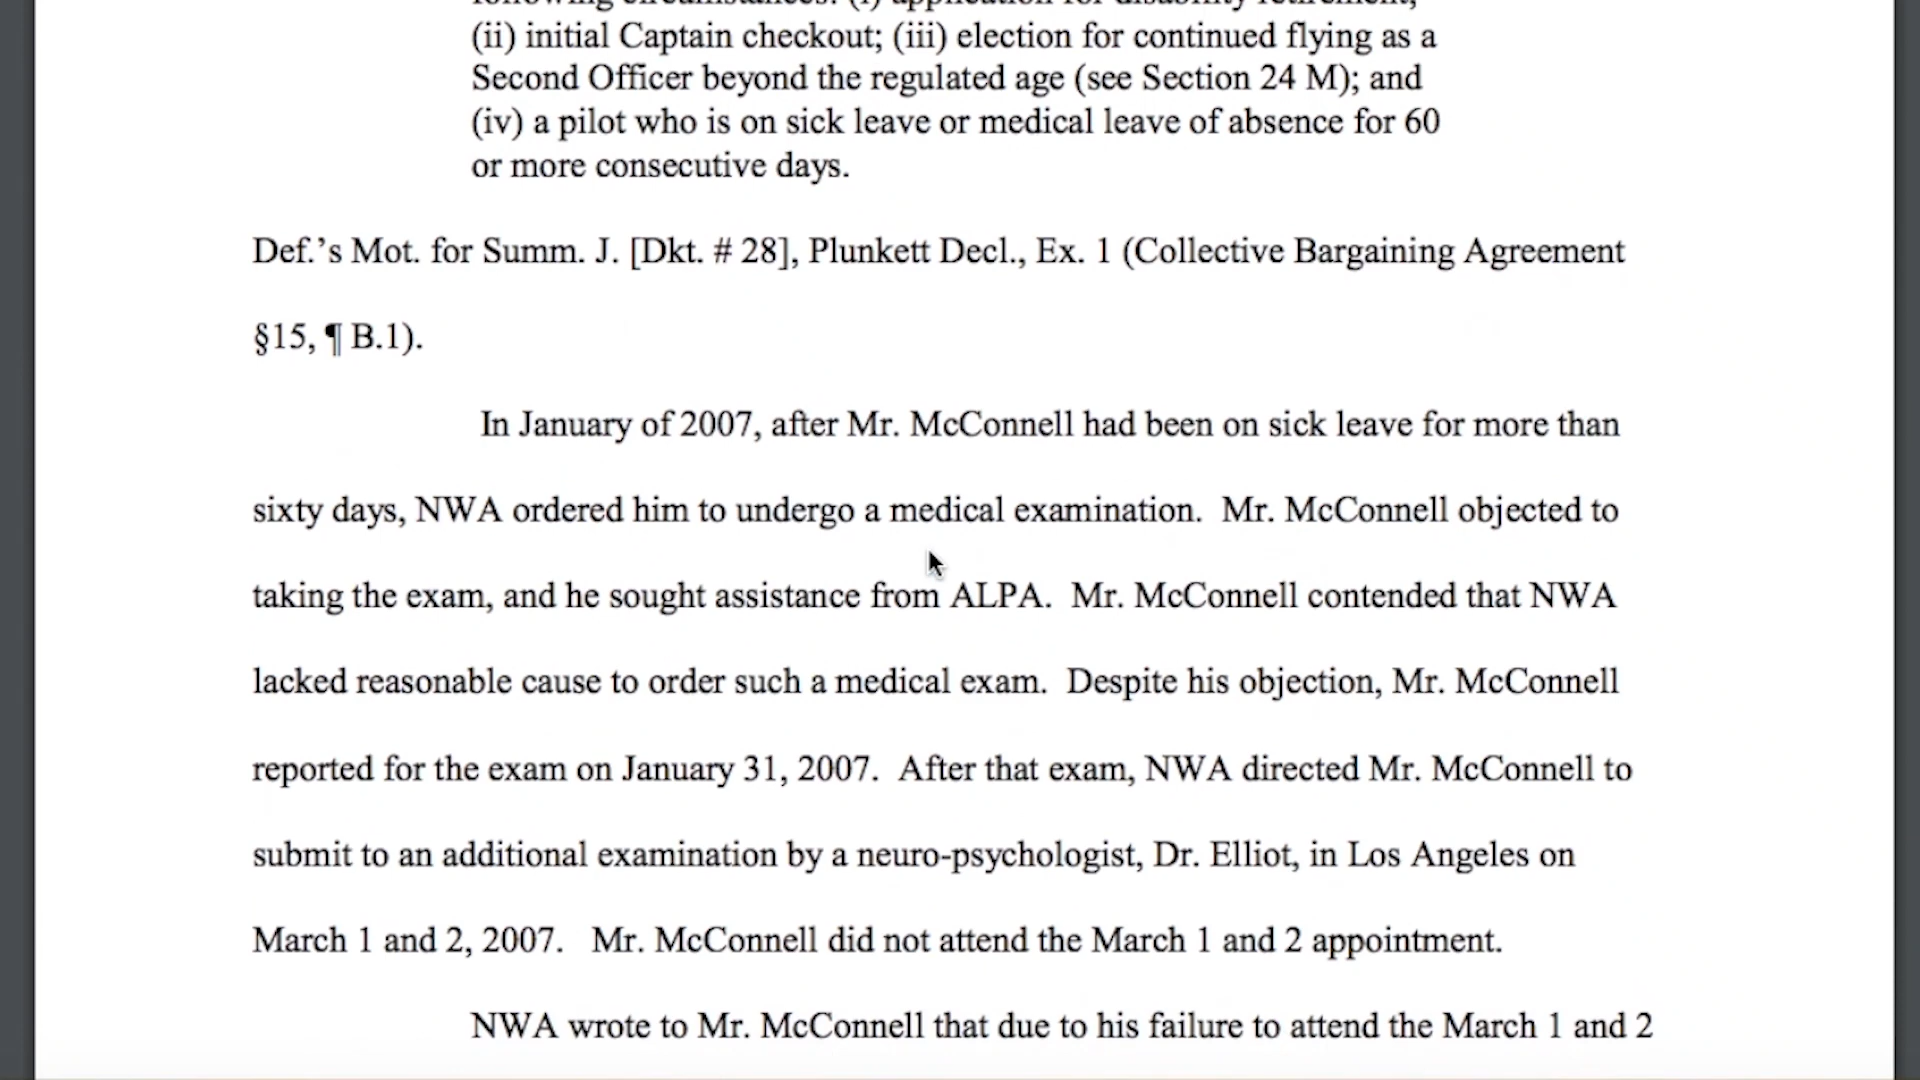 following circumstances: (i) application for disability retirement;
(ii) initial Captain checkout; (iii) election for continued flying as a
Second Officer beyond the regulated age (see Section 24 M); and
(iv) a pilot who is on sick leave or medical leave of absence for 60
or more consecutive days.
Def.’s Mot. for Summ. J. [Dkt. # 28], Plunkett Decl., Ex. 1 (Collective Bargaining Agreement
§15, ¶ B.1).
In January of 2007, after Mr. McConnell had been on sick leave for more than
sixty days, NWA ordered him to undergo a medical examination. Mr. McConnell objected to
taking the exam, and he sought assistance from ALPA. Mr. McConnell contended that NWA
lacked reasonable cause to order such a medical exam. Despite his objection, Mr. McConnell
reported for the exam on January 31, 2007. After that exam, NWA directed Mr. McConnell to
submit to an additional examination by a neuro-psychologist, Dr. Elliot, in Los Angeles on
March 1 and 2, 2007. Mr. McConnell did not attend the March 1 and 2 appointment.
NWA wrote to Mr. McConnell that due to his failure to attend the March 1 and 2